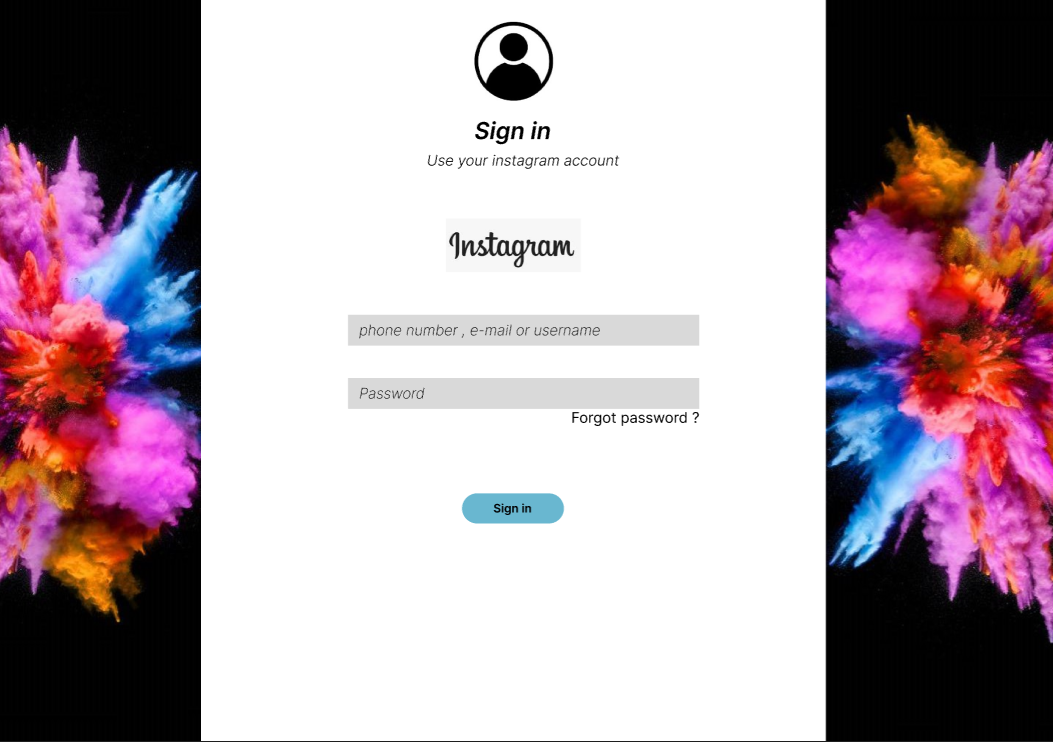 Sign in
Use your instagram account
Instagram
phone number , e-mail or username
Password
Forgot password ?
Sign in